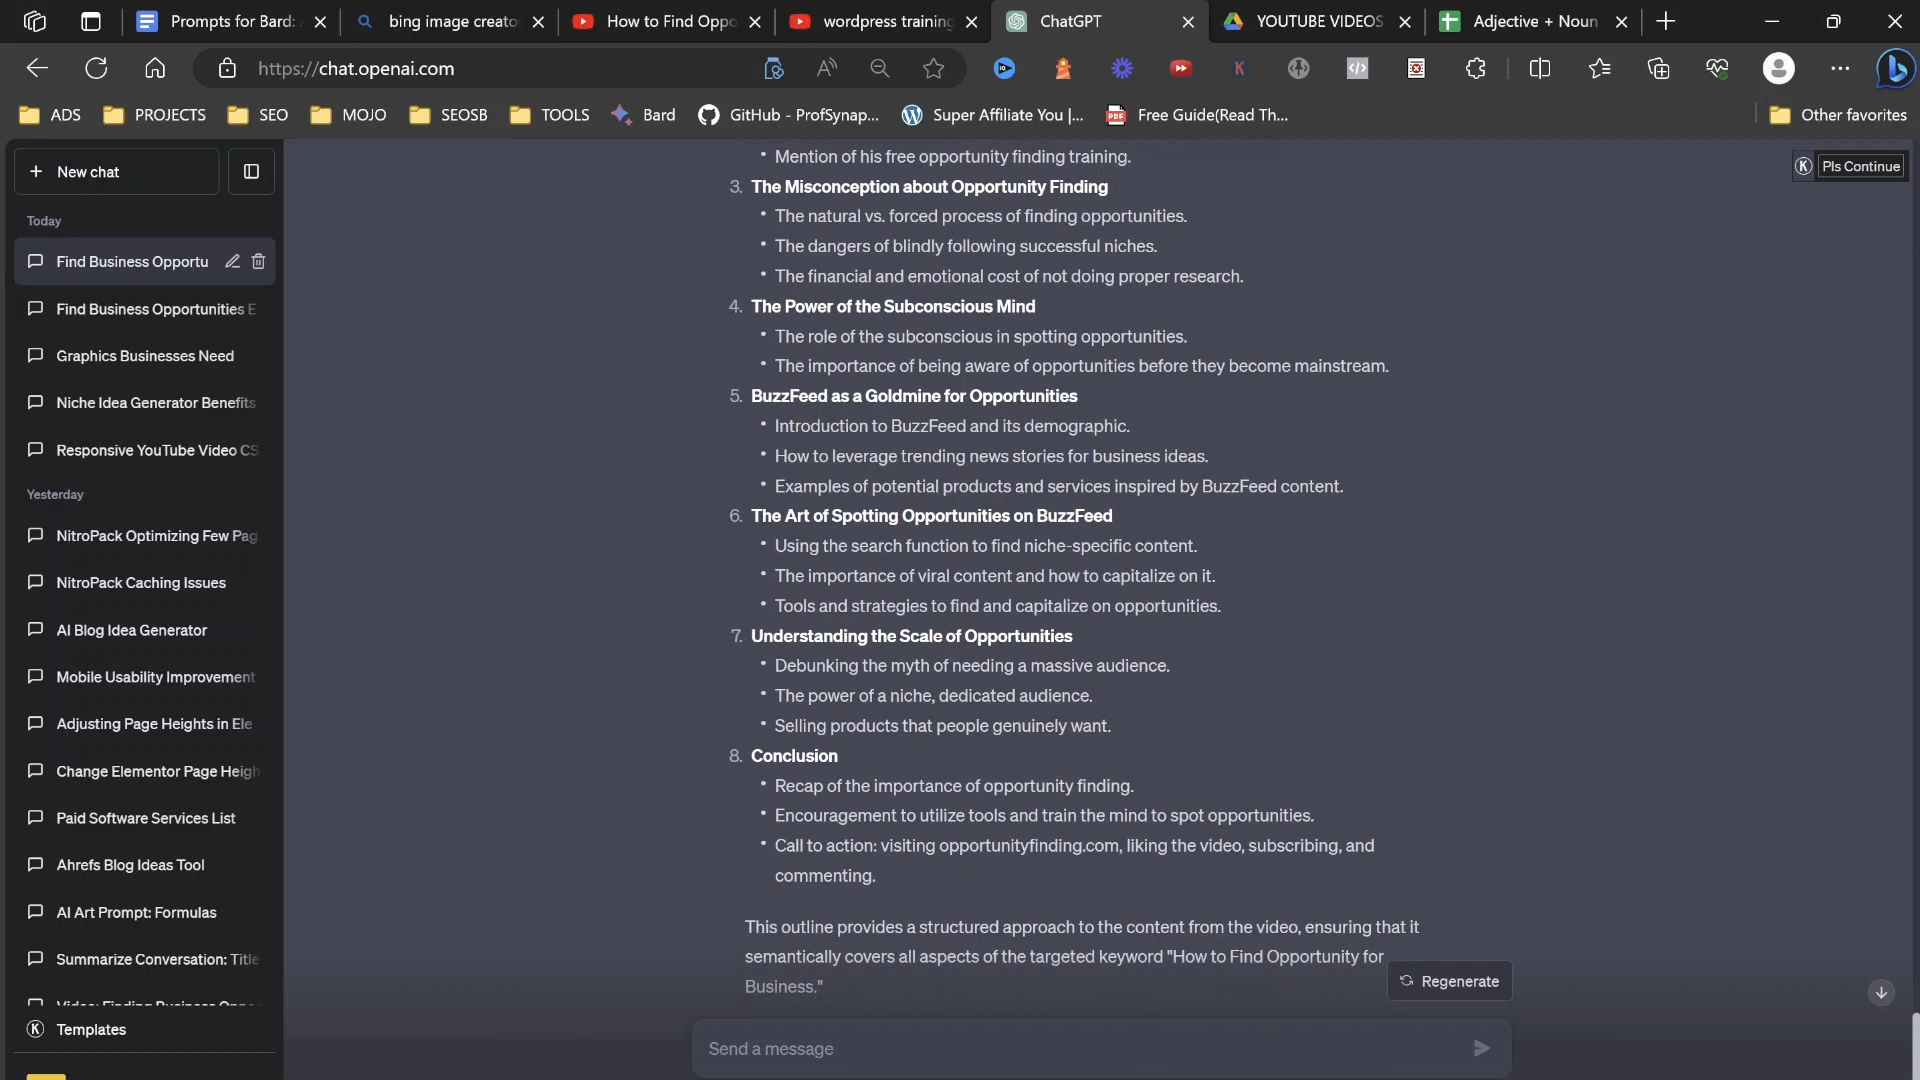 Prompts for Bard:
bing image creato
How to Find Oppo
wordpress training
ChatGPT
YOUTUBE VIDEOS
Adjective + Noun
https://chat.openai.com
ADS
PROJECTS
SEO
MOJO
SEOSB
TOOLS
Bard
GitHub - ProfSynap...
Super Affiliate You |...
Free Guide(Read Th...
Other favorites
New chat
Today
Find Business Opportu
Find Business Opportunities E
Graphics Businesses Need
Niche Idea Generator Benefits
Responsive YouTube Video CS
Yesterday
NitroPack Optimizing Few Pag
NitroPack Caching Issues
AI Blog Idea Generator
Mobile Usability Improvement
Adjusting Page Heights in Ele
Change Elementor Page Heigh
Paid Software Services List
Ahrefs Blog Ideas Tool
AI Art Prompt: Formulas
Summarize Conversation: Title
Templates
Pls Continue
• Mention of his free opportunity finding training.
3. The Misconception about Opportunity Finding
• The natural vs. forced process of finding opportunities.
• The dangers of blindly following successful niches.
• The financial and emotional cost of not doing proper research.
4. The Power of the Subconscious Mind
• The role of the subconscious in spotting opportunities.
• The importance of being aware of opportunities before they become mainstream.
5. BuzzFeed as a Goldmine for Opportunities
• Introduction to BuzzFeed and its demographic.
• How to leverage trending news stories for business ideas.
• Examples of potential products and services inspired by BuzzFeed content.
6. The Art of Spotting Opportunities on BuzzFeed
• Using the search function to find niche-specific content.
• The importance of viral content and how to capitalize on it.
• Tools and strategies to find and capitalize on opportunities.
7. Understanding the Scale of Opportunities
• Debunking the myth of needing a massive audience.
• The power of a niche, dedicated audience.
• Selling products that people genuinely want.
8. Conclusion
• Recap of the importance of opportunity finding.
• Encouragement to utilize tools and train the mind to spot opportunities.
• Call to action: visiting opportunityfinding.com, liking the video, subscribing, and
commenting.
This outline provides a structured approach to the content from the video, ensuring that it
semantically covers all aspects of the targeted keyword "How to Find Opportunity for
Business."
Regenerate
Send a message